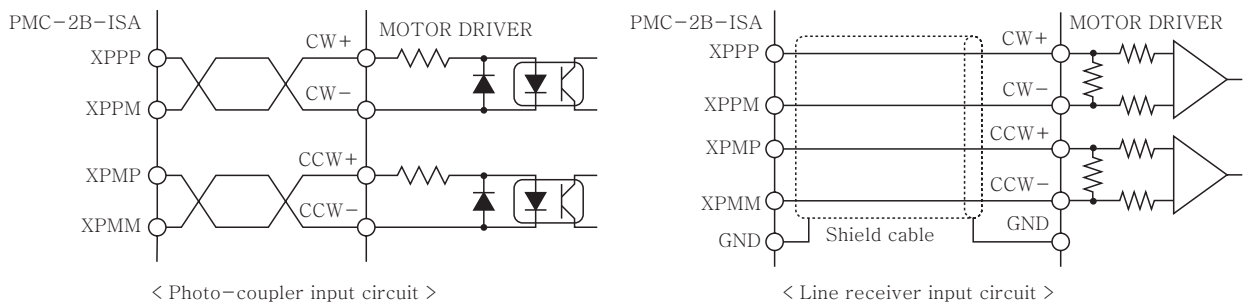 PMC-2B-ISA
MOTOR DRIVER
XPPP
CW+
XPPM
CW-
XPMP
CCW+
XPMM
CCW-
< Photo-coupler input circuit >
PMC-2B-ISA
MOTOR DRIVER
XPPP
CW+
XPPM
CW-
XPMP
CCW+
XPMM
CCW-
GND
Shield cable
GND
< Line receiver input circuit >